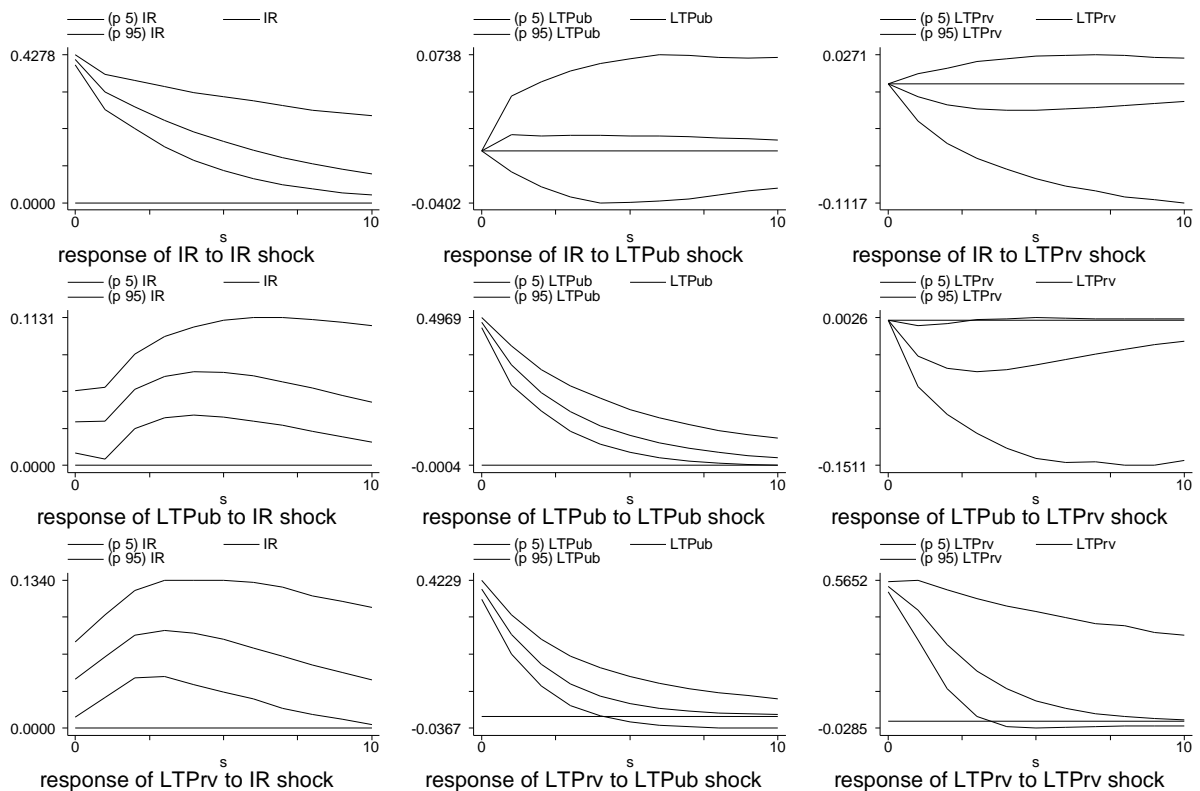 (p 5) IR IR
(p 95) IR
0.4278
0.0000
0 10
s
response of IR to IR shock
(p 5) LTPub LTPub
(p 95) LTPub
0.0738
-0.0402
0 10
s
response of IR to LTPub shock
(p 5) LTPrv LTPrv
(p 95) LTPrv
0.0271
-0.1117
0 10
s
response of IR to LTPrv shock
(p 5) IR IR
(p 95) IR
0.1131
0.0000
0 10
s
response of LTPub to IR shock
(p 5) LTPub LTPub
(p 95) LTPub
0.4969
-0.0004
0 10
s
response of LTPub to LTPub shock
(p 5) LTPrv LTPrv
(p 95) LTPrv
0.0026
-0.1511
0 10
s
response of LTPub to LTPrv shock
(p 5) IR IR
(p 95) IR
0.1340
0.0000
0 10
s
response of LTPrv to IR shock
(p 5) LTPub LTPub
(p 95) LTPub
0.4229
-0.0367
0 10
s
response of LTPrv to LTPub shock
(p 5) LTPrv LTPrv
(p 95) LTPrv
0.5652
-0.0285
0 10
s
response of LTPrv to LTPrv shock